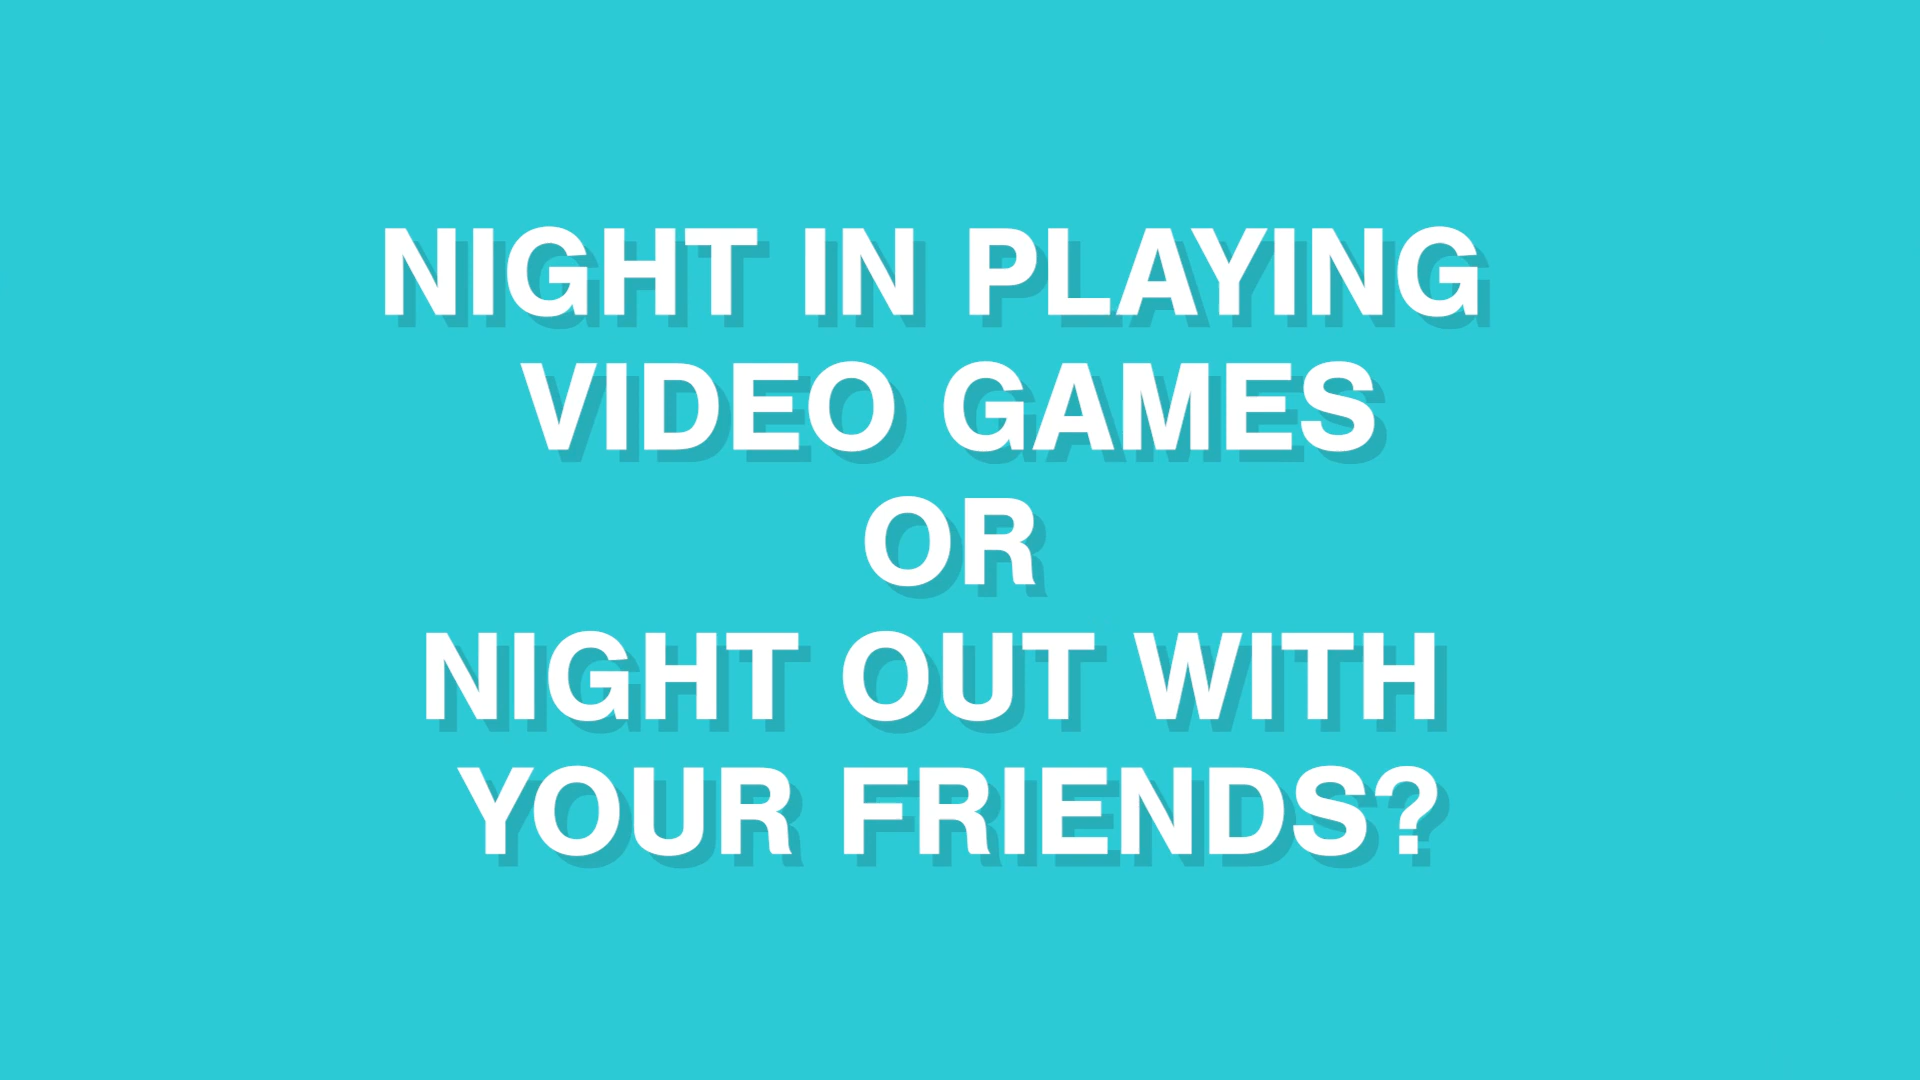 NIGHT IN PLAYING
VIDEO GAMES
OR
NIGHT OUT WITH
YOUR FRIENDS?